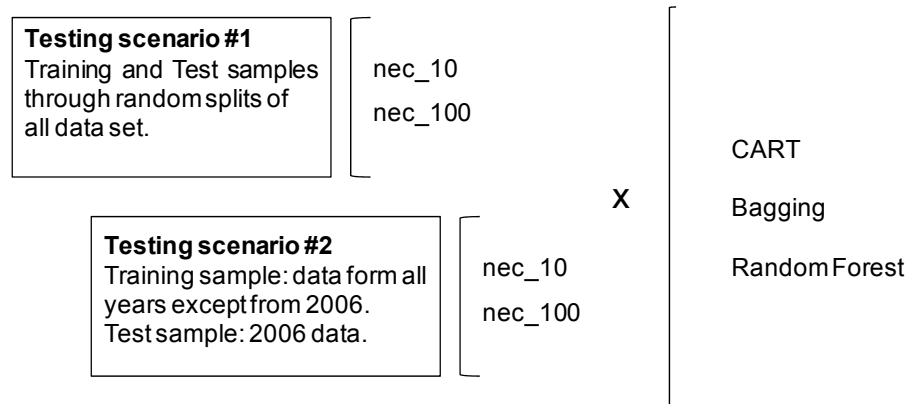 Testing scenario #1
Training and Test samples
through random splits of
all data set.
nec_10
nec_100
Testing scenario #2
Training sample: data form all
years except from 2006.
Test sample: 2006 data.
nec_10
nec_100
x
CART
Bagging
Random Forest